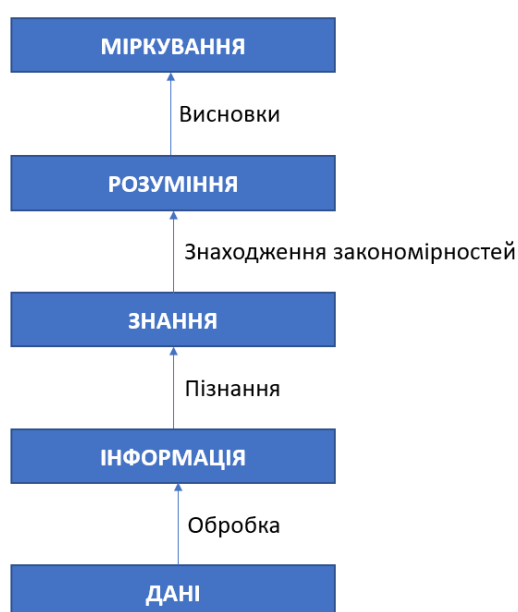 МІРКУВАННЯ
Висновки
РОЗУМІННЯ
Знаходження закономірностей
ЗНАННЯ
Пізнання
ІНФОРМАЦІЯ
Обробка
ДАНІ